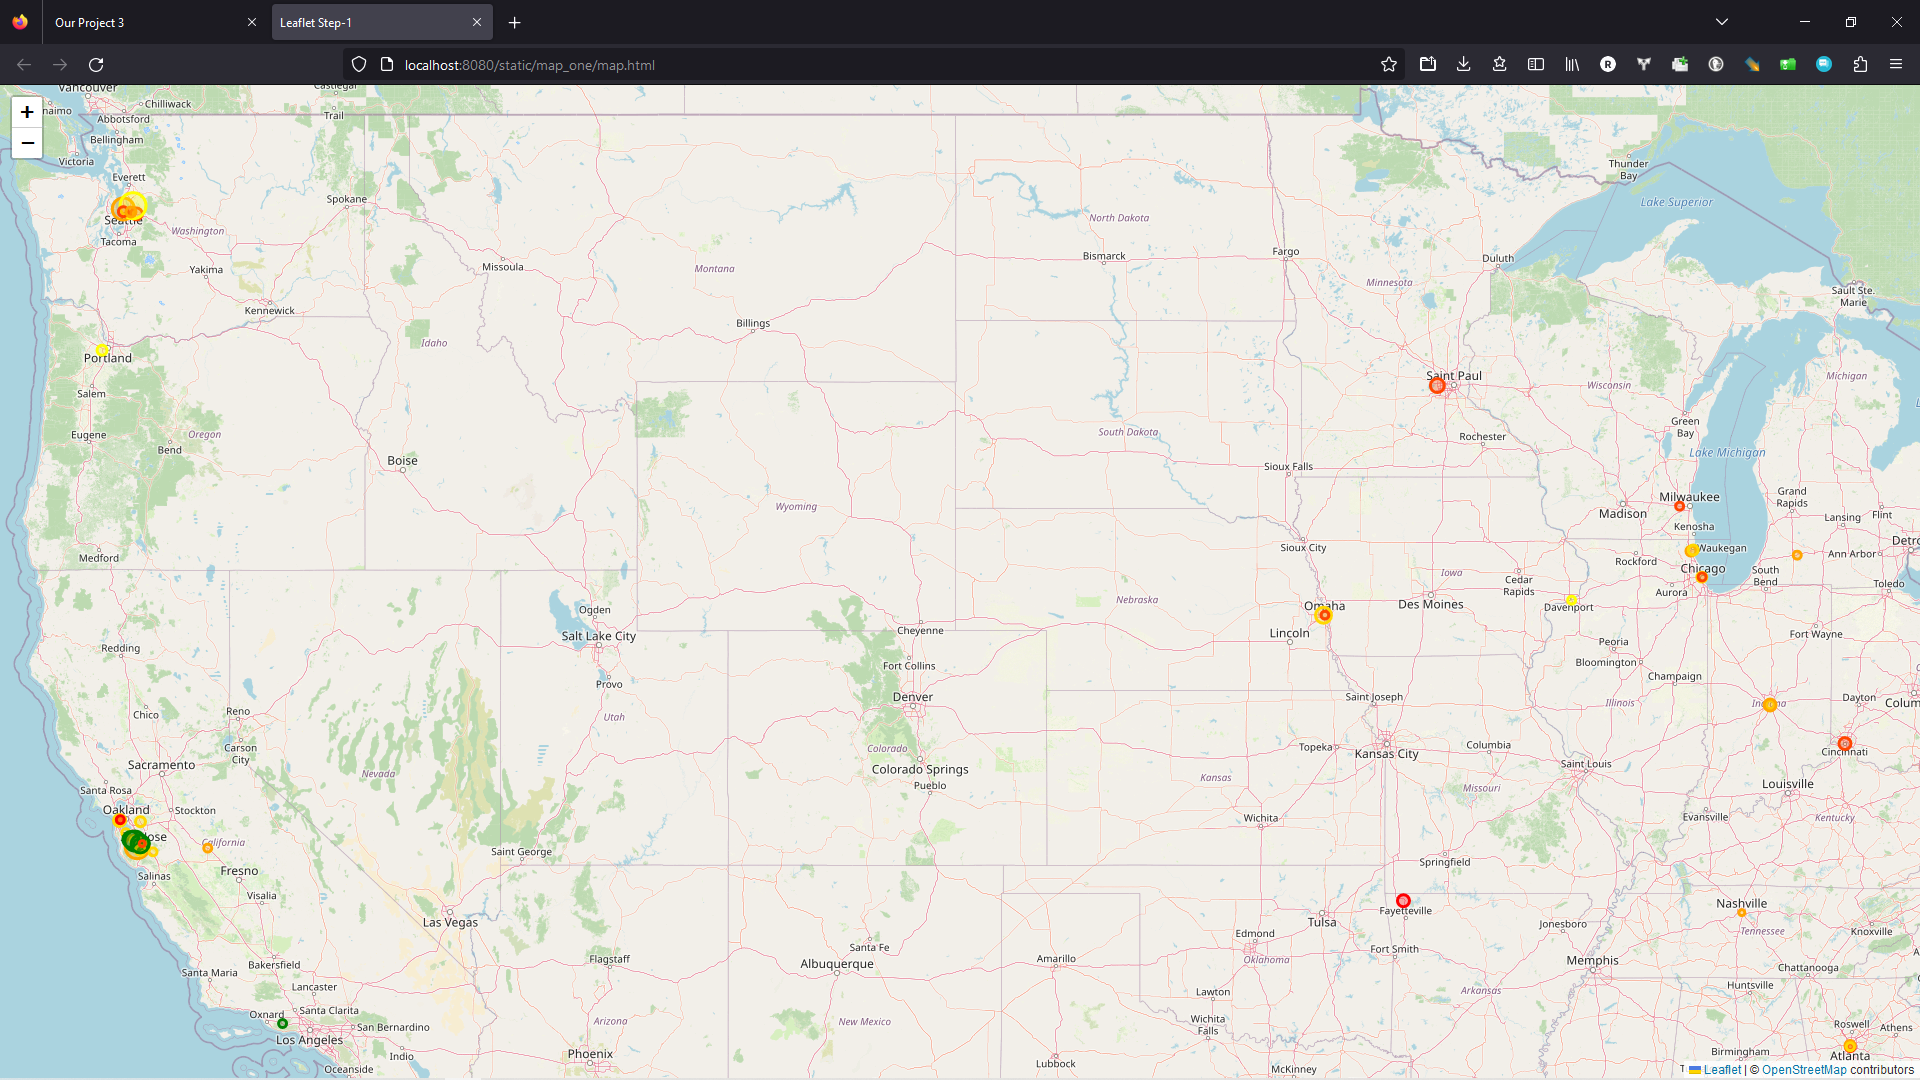 Our Project 3
Leaflet Step-1
localhost:8080/static/map_one/map.html
+
−
Vancouver
Chilliwack
Castlegar
Trail
Abbotsford
Bellingham
Victoria
Everett
Seattle
Tacoma
Spokane
Washington
Yakima
Kennewick
Missoula
Montana
Billings
Idaho
North Dakota
Bismarck
Fargo
Minnesota
Duluth
Thunder
Bay
Lake Superior
Sault Ste.
Marie
Portland
Salem
Eugene
Oregon
Bend
Medford
Boise
Wyoming
South Dakota
Sioux Falls
Saint Paul
Rochester
Wisconsin
Green
Bay
Michigan
Lake Michigan
Milwaukee
Madison
Kenosha
Grand
Rapids
Lansing
Flint
Waukegan
Ann Arbor
Rockford
Chicago
South
Bend
Aurora
Toledo
Sioux City
Iowa
Cedar
Rapids
Davenport
Des Moines
Nebraska
Omaha
Lincoln
Peoria
Bloomington
Fort Wayne
Champaign
Illinois
Indiana
Dayton
Cincinnati
Redding
Chico
Reno
Carson
City
Nevada
Ogden
Salt Lake City
Provo
Utah
Cheyenne
Fort Collins
Denver
Colorado
Colorado Springs
Pueblo
Saint Joseph
Topeka
Kansas City
Kansas
Columbia
Missouri
Saint Louis
Louisville
Evansville
Kentucky
Sacramento
Santa Rosa
Oakland
Stockton
California
Salinas
Fresno
Visalia
Saint George
Las Vegas
Wichita
Springfield
Fayetteville
Tulsa
Jonesboro
Nashville
Tennessee
Knoxville
Santa Maria
Bakersfield
Lancaster
Oxnard
Santa Clarita
San Bernardino
Los Angeles
Indio
Oceanside
Flagstaff
Arizona
Phoenix
Santa Fe
Albuquerque
New Mexico
Amarillo
Lubbock
Edmond
Oklahoma
Lawton
Wichita
Falls
McKinney
Fort Smith
Arkansas
Memphis
Chattanooga
Huntsville
Birmingham
Roswell
Athens
Atlanta
Leaflet | © OpenStreetMap contributors